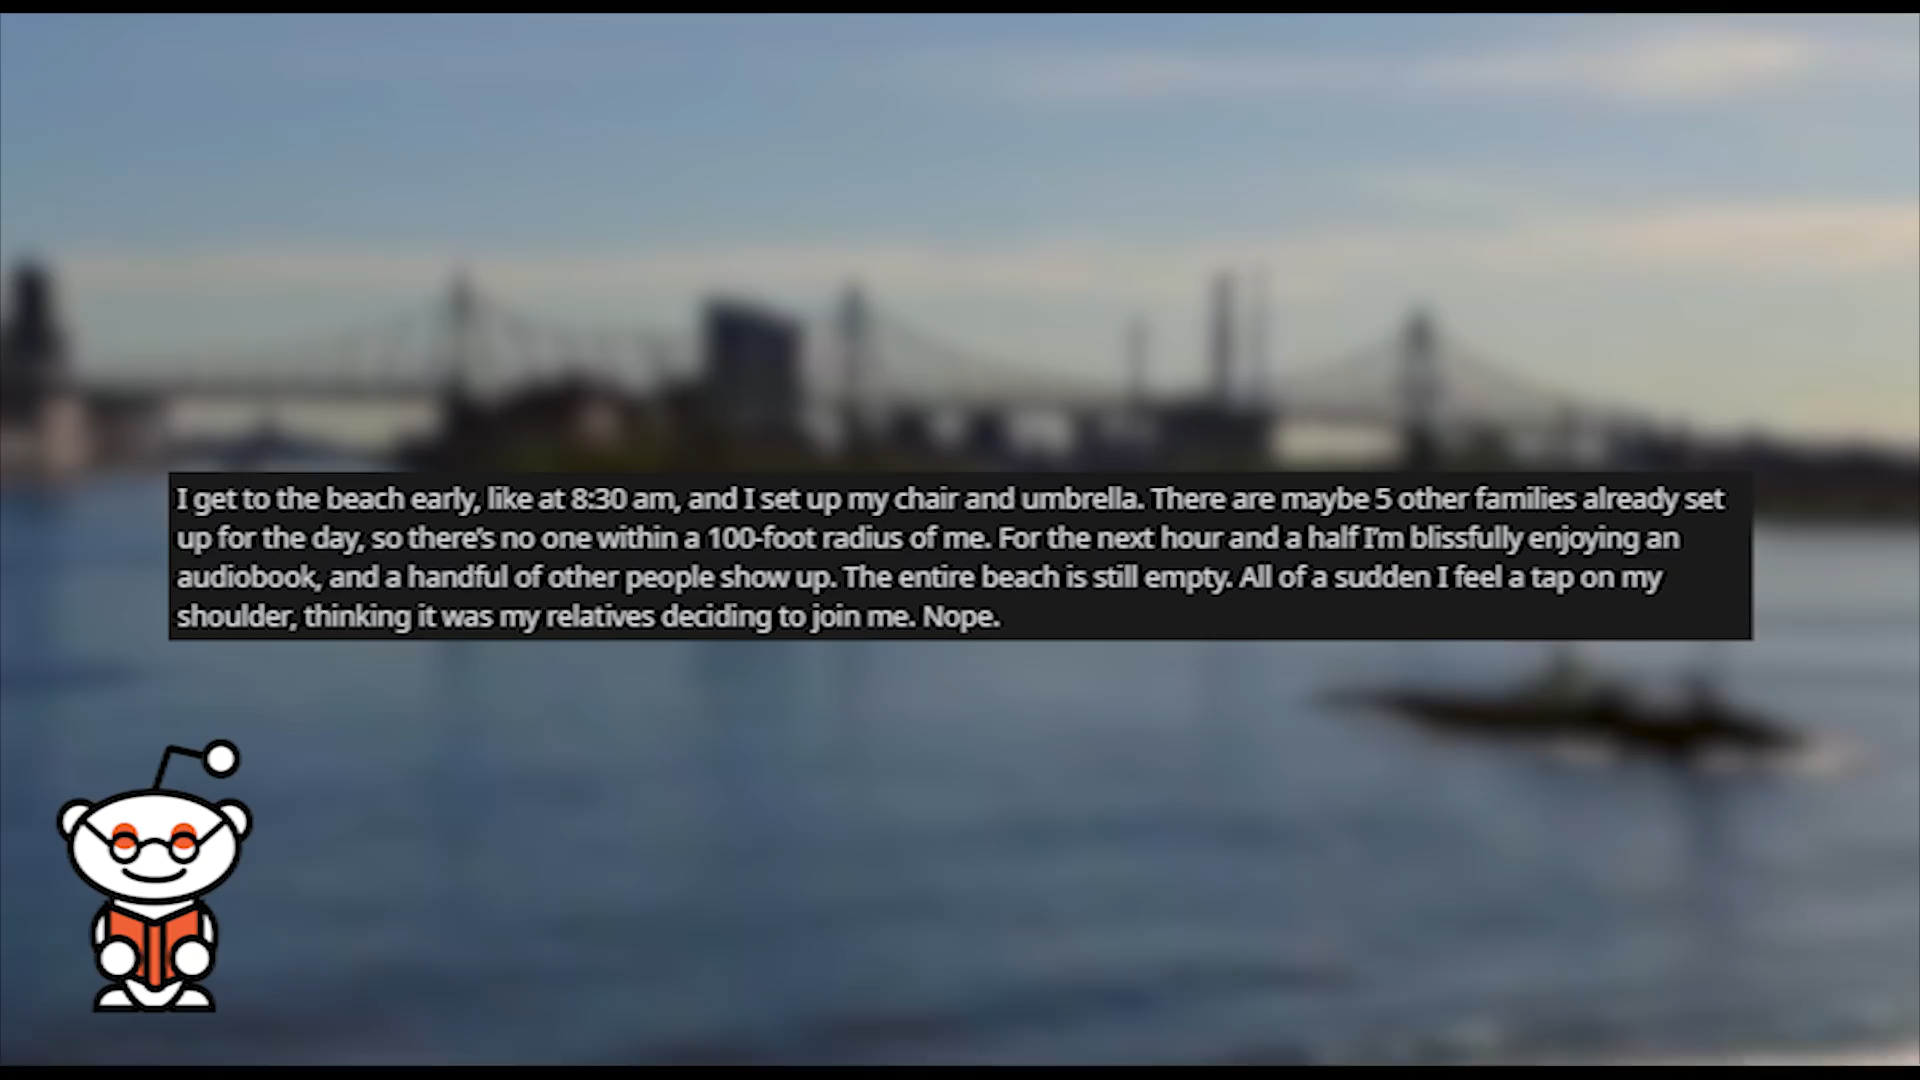 I get to the beach early, like at 8:30 am, and I set up my chair and umbrella. There are maybe 5 other families already set
up for the day, so there's no one within a 100-foot radius of me. For the next hour and a half I'm blissfully enjoying an
audiobook, and a handful of other people show up. The entire beach is still empty. All of a sudden I feel a tap on my
shoulder, thinking it was my relatives deciding to join me. Nope.